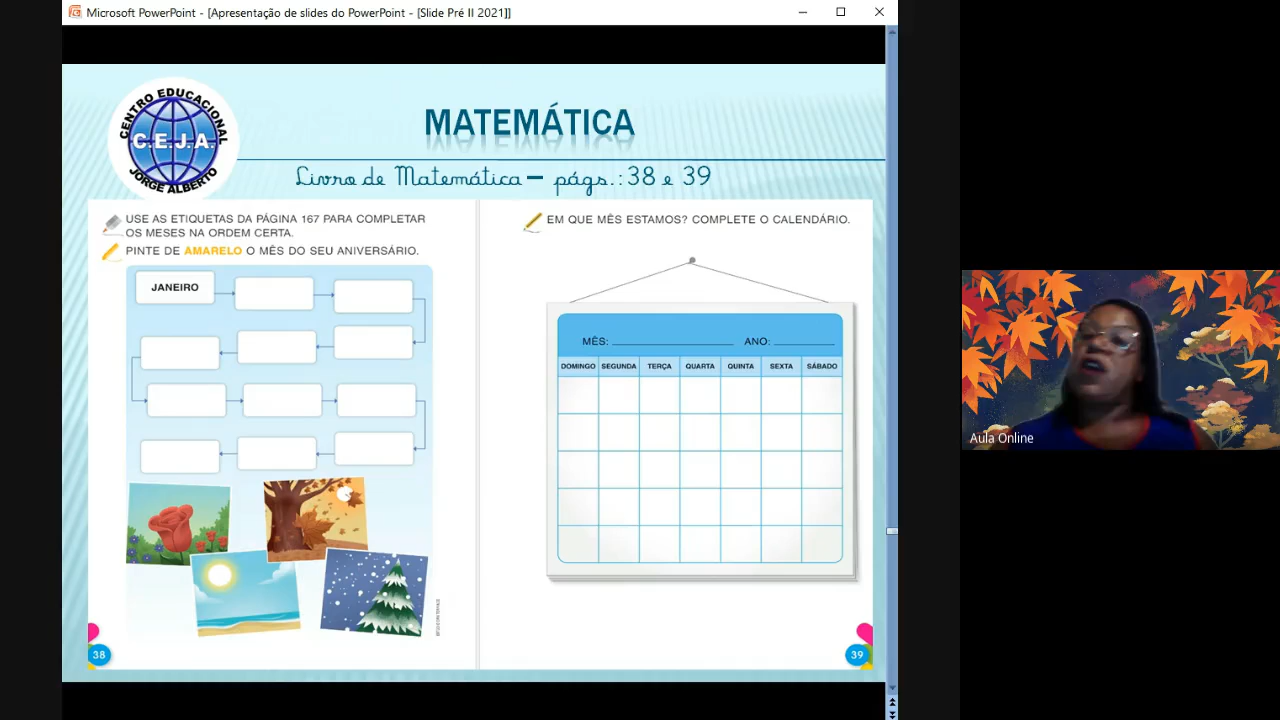 Microsoft PowerPoint - [Apresentação de slides do PowerPoint - [Slide Pré II 2021]]
CENTRO EDUCACIONAL
C.E.J.A.
JORGE ALBERTO
MATEMÁTICA
Livro de Matemática – págs.: 38 e 39
USE AS ETIQUETAS DA PÁGINA 167 PARA COMPLETAR
OS MESES NA ORDEM CERTA.
PINTE DE AMARELO O MÊS DO SEU ANIVERSÁRIO.
JANEIRO
38
EM QUE MÊS ESTAMOS? COMPLETE O CALENDÁRIO.
MÊS: ANO:
DOMINGO SEGUNDA TERÇA QUARTA QUINTA SEXTA SÁBADO
39
Aula Online